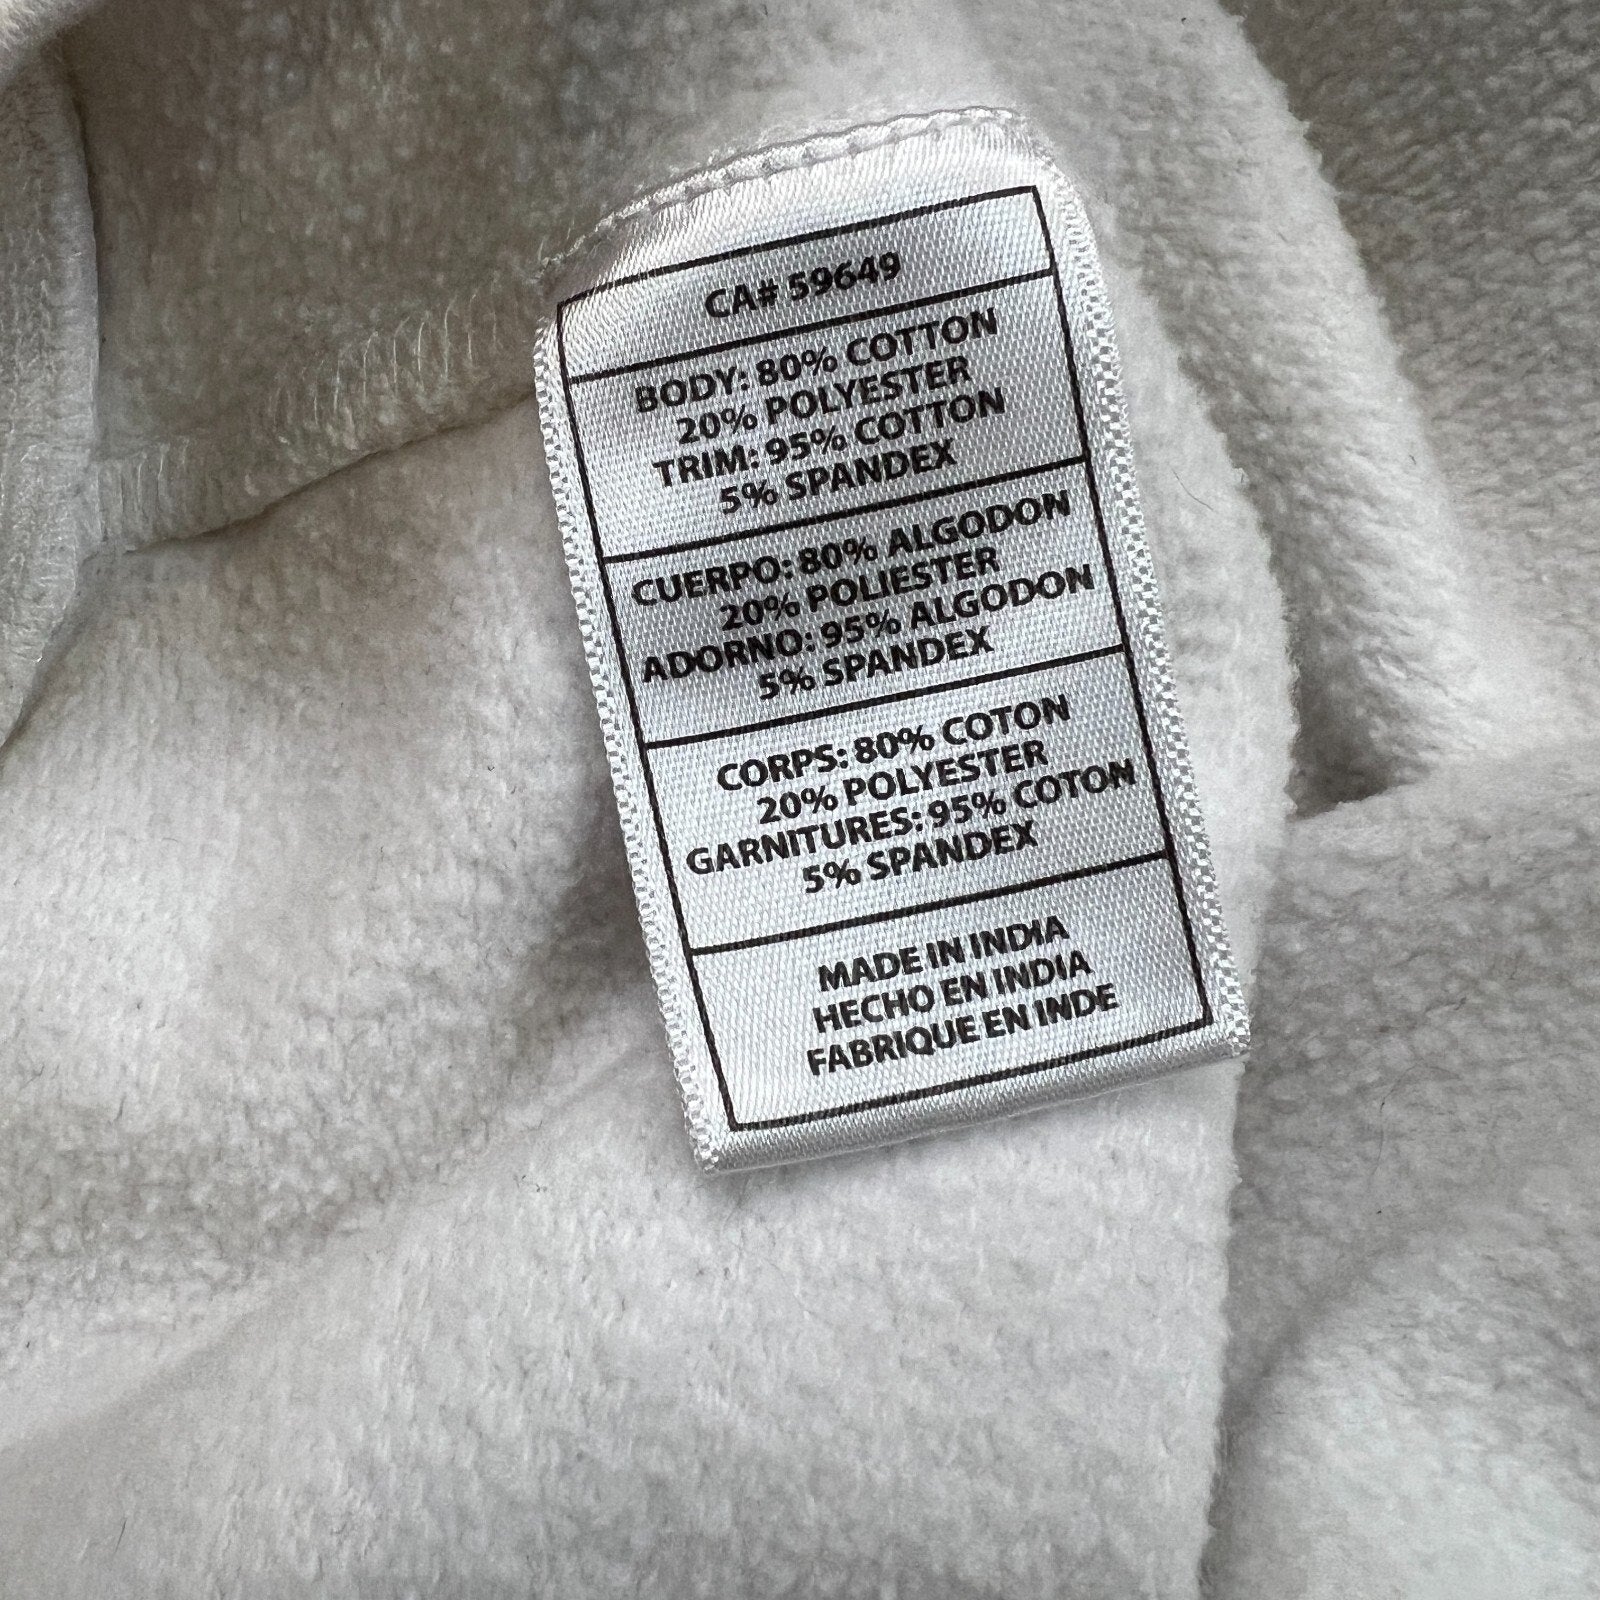 CA# 59649
BODY: 80% COTTON
20% POLYESTER
TRIM: 95% COTTON
5% SPANDEX
CUERPO: 80% ALGODON
20% POLIESTER
ADORNO: 95% ALGODON
5% SPANDEX
CORPS: 80% COTON
20% POLYESTER
GARNITURES: 95% COTON
5% SPANDEX
MADE IN INDIA
HECHO EN INDIA
FABRIQUE EN INDE